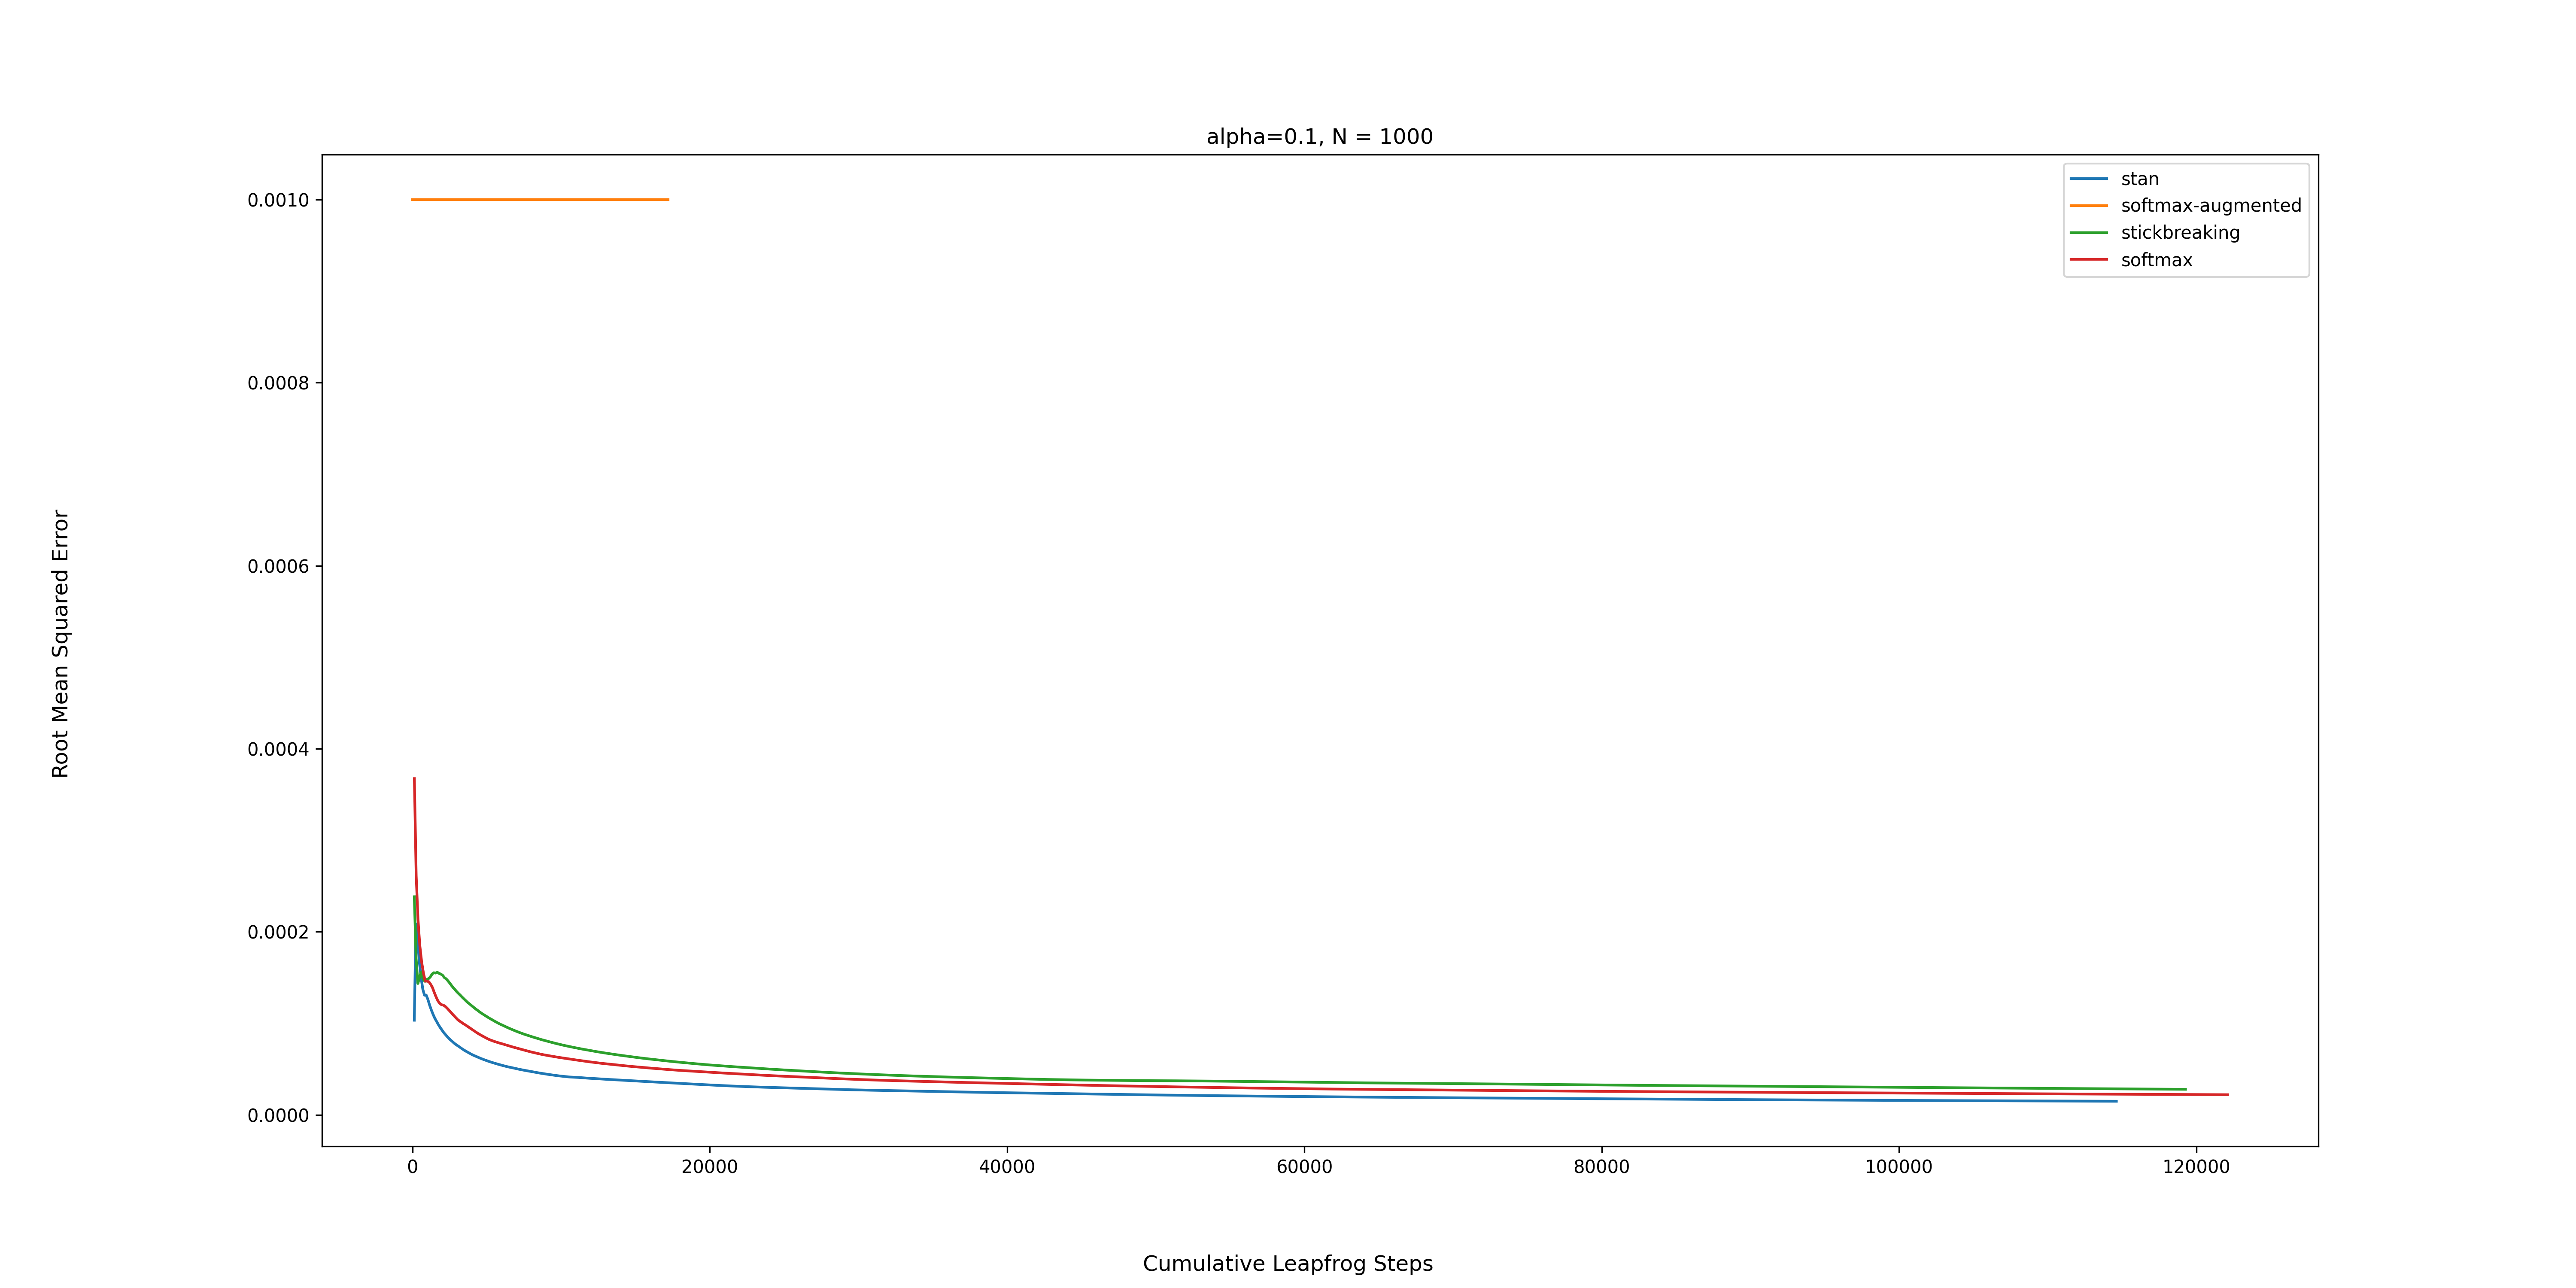 alpha=0.1, N = 1000
stan
softmax-augmented
stickbreaking
softmax
Root Mean Squared Error
0.0010
0.0008
0.0006
0.0004
0.0002
0.0000
0 20000 40000 60000 80000 100000 120000
Cumulative Leapfrog Steps